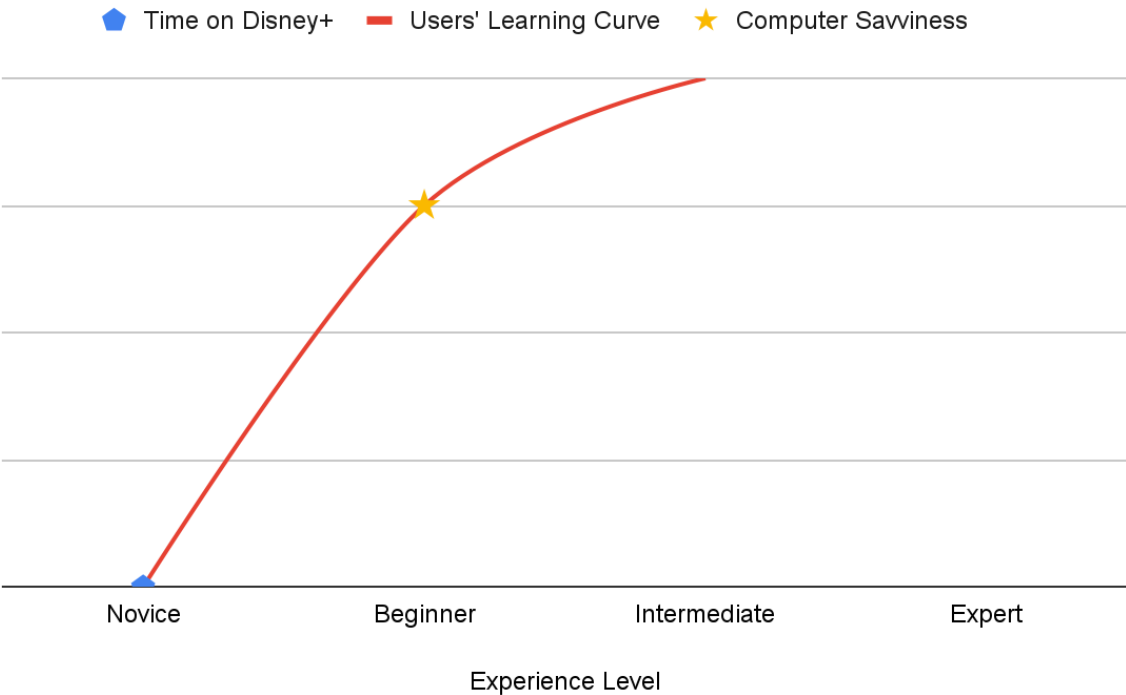 Time on Disney+ Users' Learning Curve Computer Savviness
Novice Beginner Intermediate Expert
Experience Level